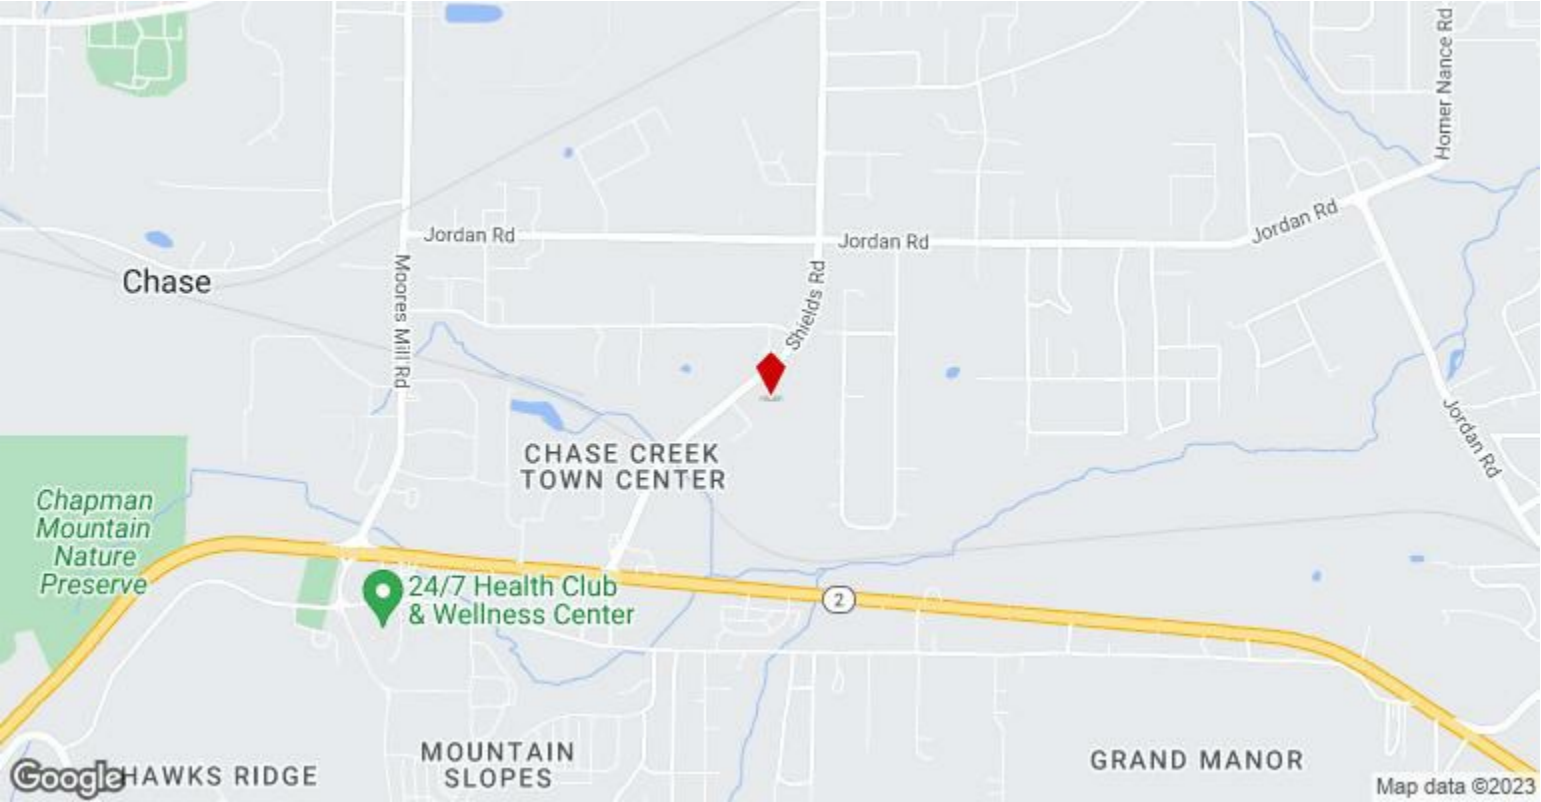 Homer Nance Rd
Jordan Rd
Jordan Rd
Jordan Rd
Chase
Moores Mill Rd
Shields Rd
Jordan Rd
CHASE CREEK
TOWN CENTER
Chapman
Mountain
Nature
Preserve
24/7 Health Club
& Wellness Center
2
MOUNTAIN
SLOPES
GRAND MANOR
Google
HAWKS RIDGE
Map data ©2023